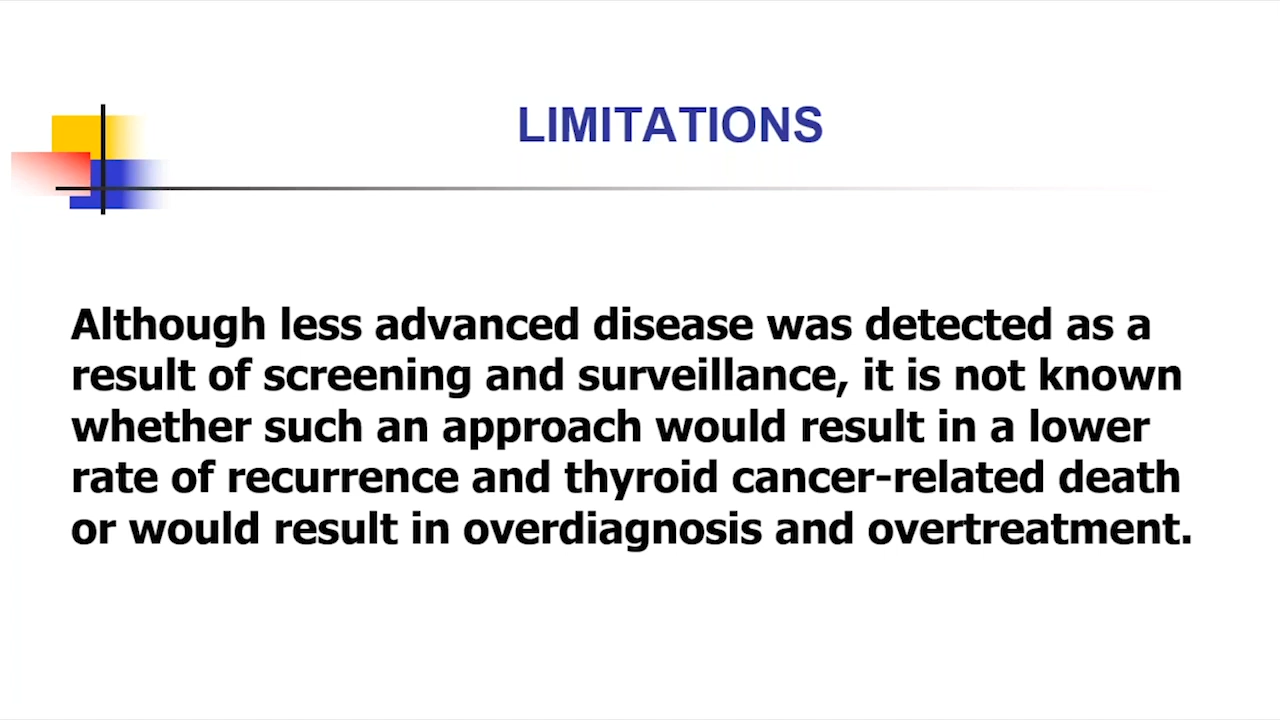 LIMITATIONS
Although less advanced disease was detected as a
result of screening and surveillance, it is not known
whether such an approach would result in a lower
rate of recurrence and thyroid cancer-related death
or would result in overdiagnosis and overtreatment.